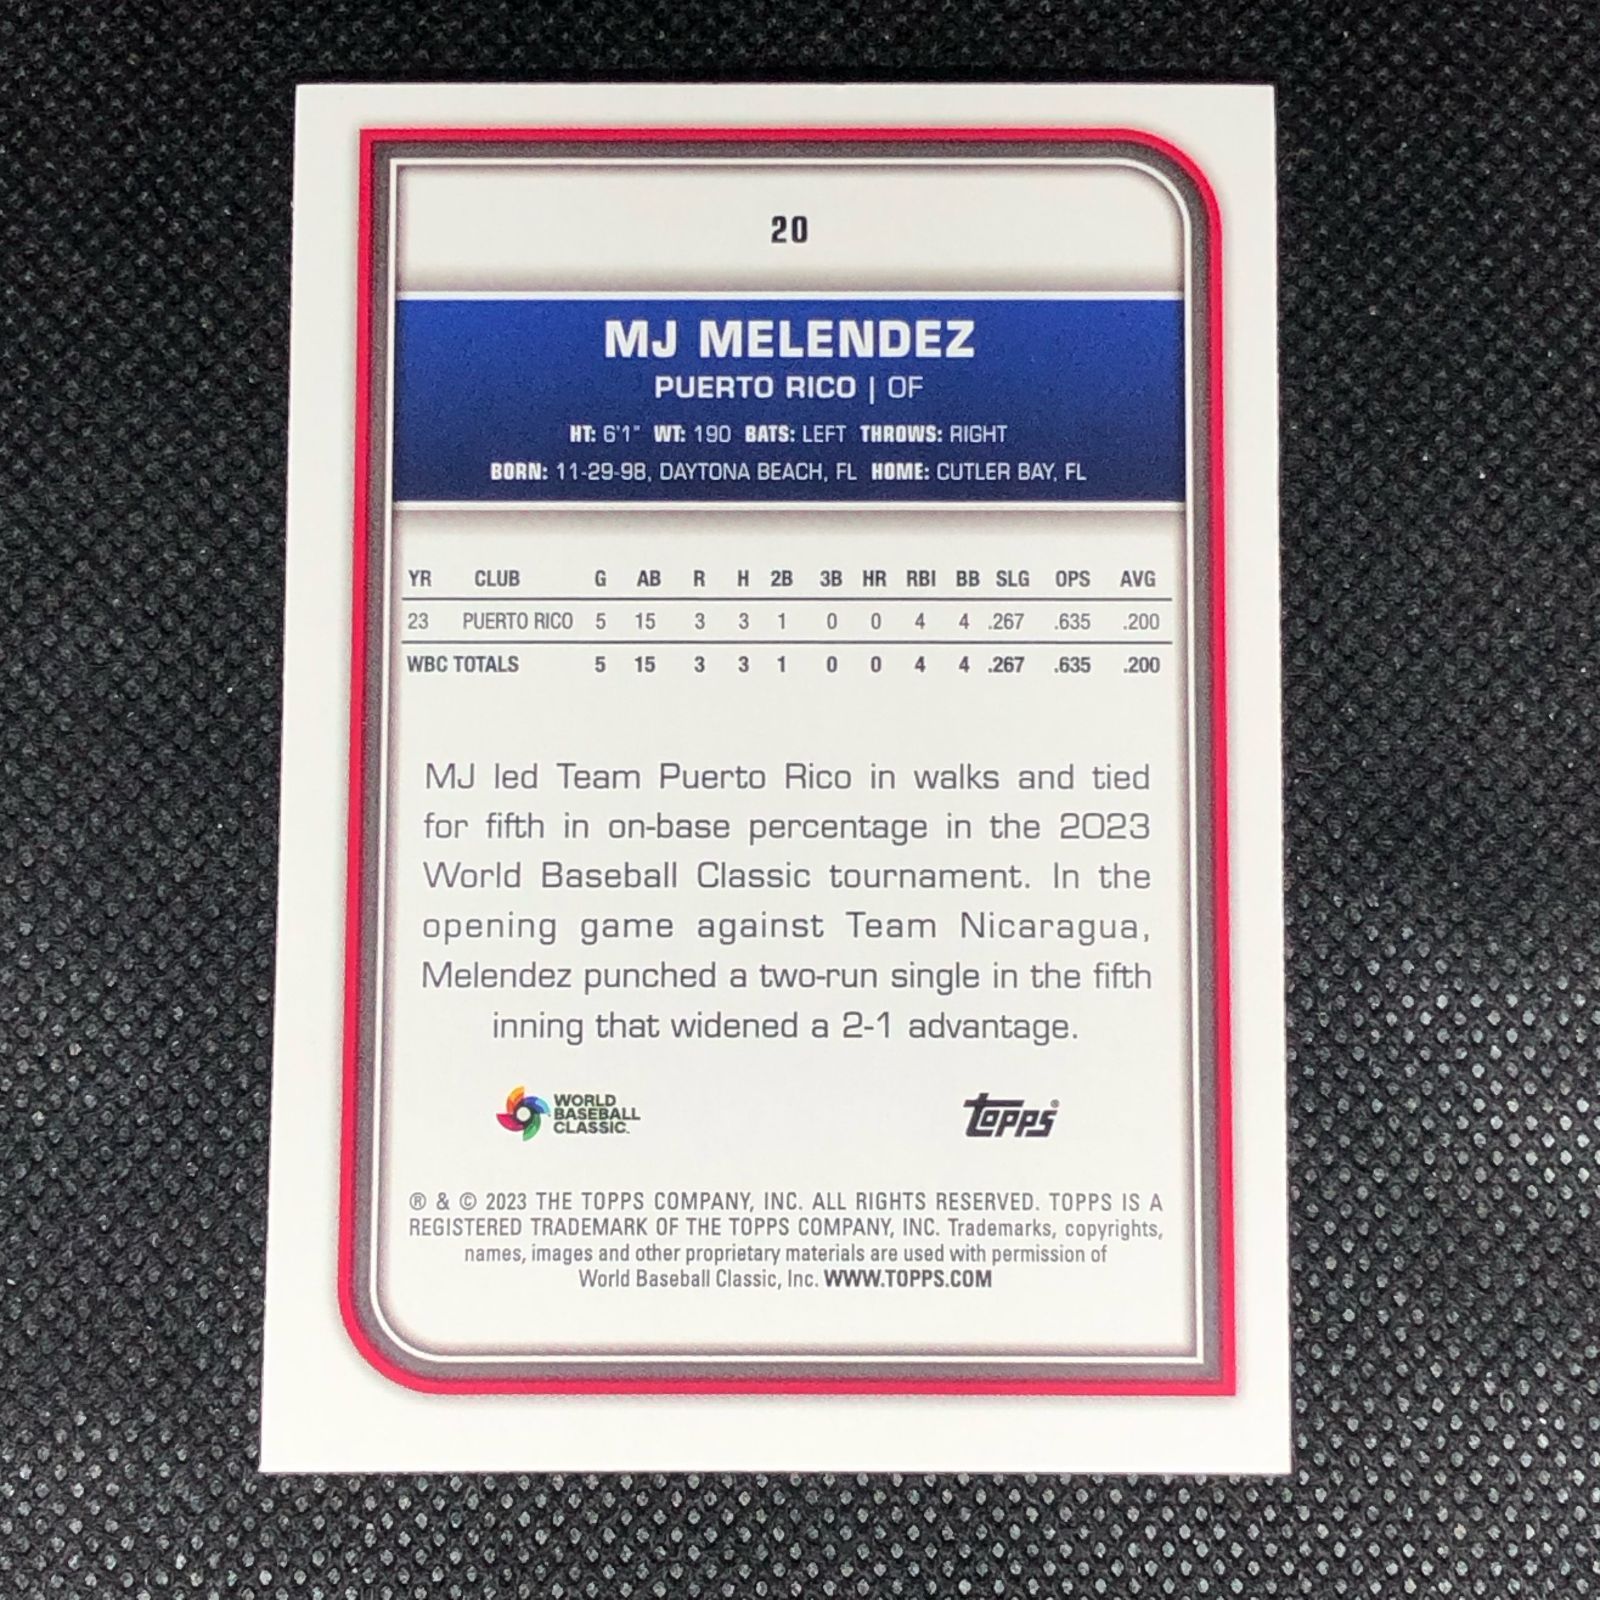 20
MJ MELENDEZ
PUERTO RICO | OF
HT: 6'1" WT: 190 BATS: LEFT THROWS: RIGHT
BORN: 11-29-98, DAYTONA BEACH, FL HOME: CUTLER BAY, FL
YR CLUB G AB R H 2B 3B HR RBI BB SLG OPS AVG
23 PUERTO RICO 5 15 3 3 1 0 0 4 4 .267 .635 .200
WBC TOTALS 5 15 3 3 1 0 0 4 4 .267 .635 .200
MJ led Team Puerto Rico in walks and tied
for fifth in on-base percentage in the 2023
World Baseball Classic tournament. In the
opening game against Team Nicaragua,
Melendez punched a two-run single in the fifth
inning that widened a 2-1 advantage.
WORLD
BASEBALL
CLASSIC.
topps®
® & © 2023 THE TOPPS COMPANY, INC. ALL RIGHTS RESERVED. TOPPS IS A
REGISTERED TRADEMARK OF THE TOPPS COMPANY, INC. Trademarks, copyrights,
names, images and other proprietary materials are used with permission of
World Baseball Classic, Inc. WWW.TOPPS.COM